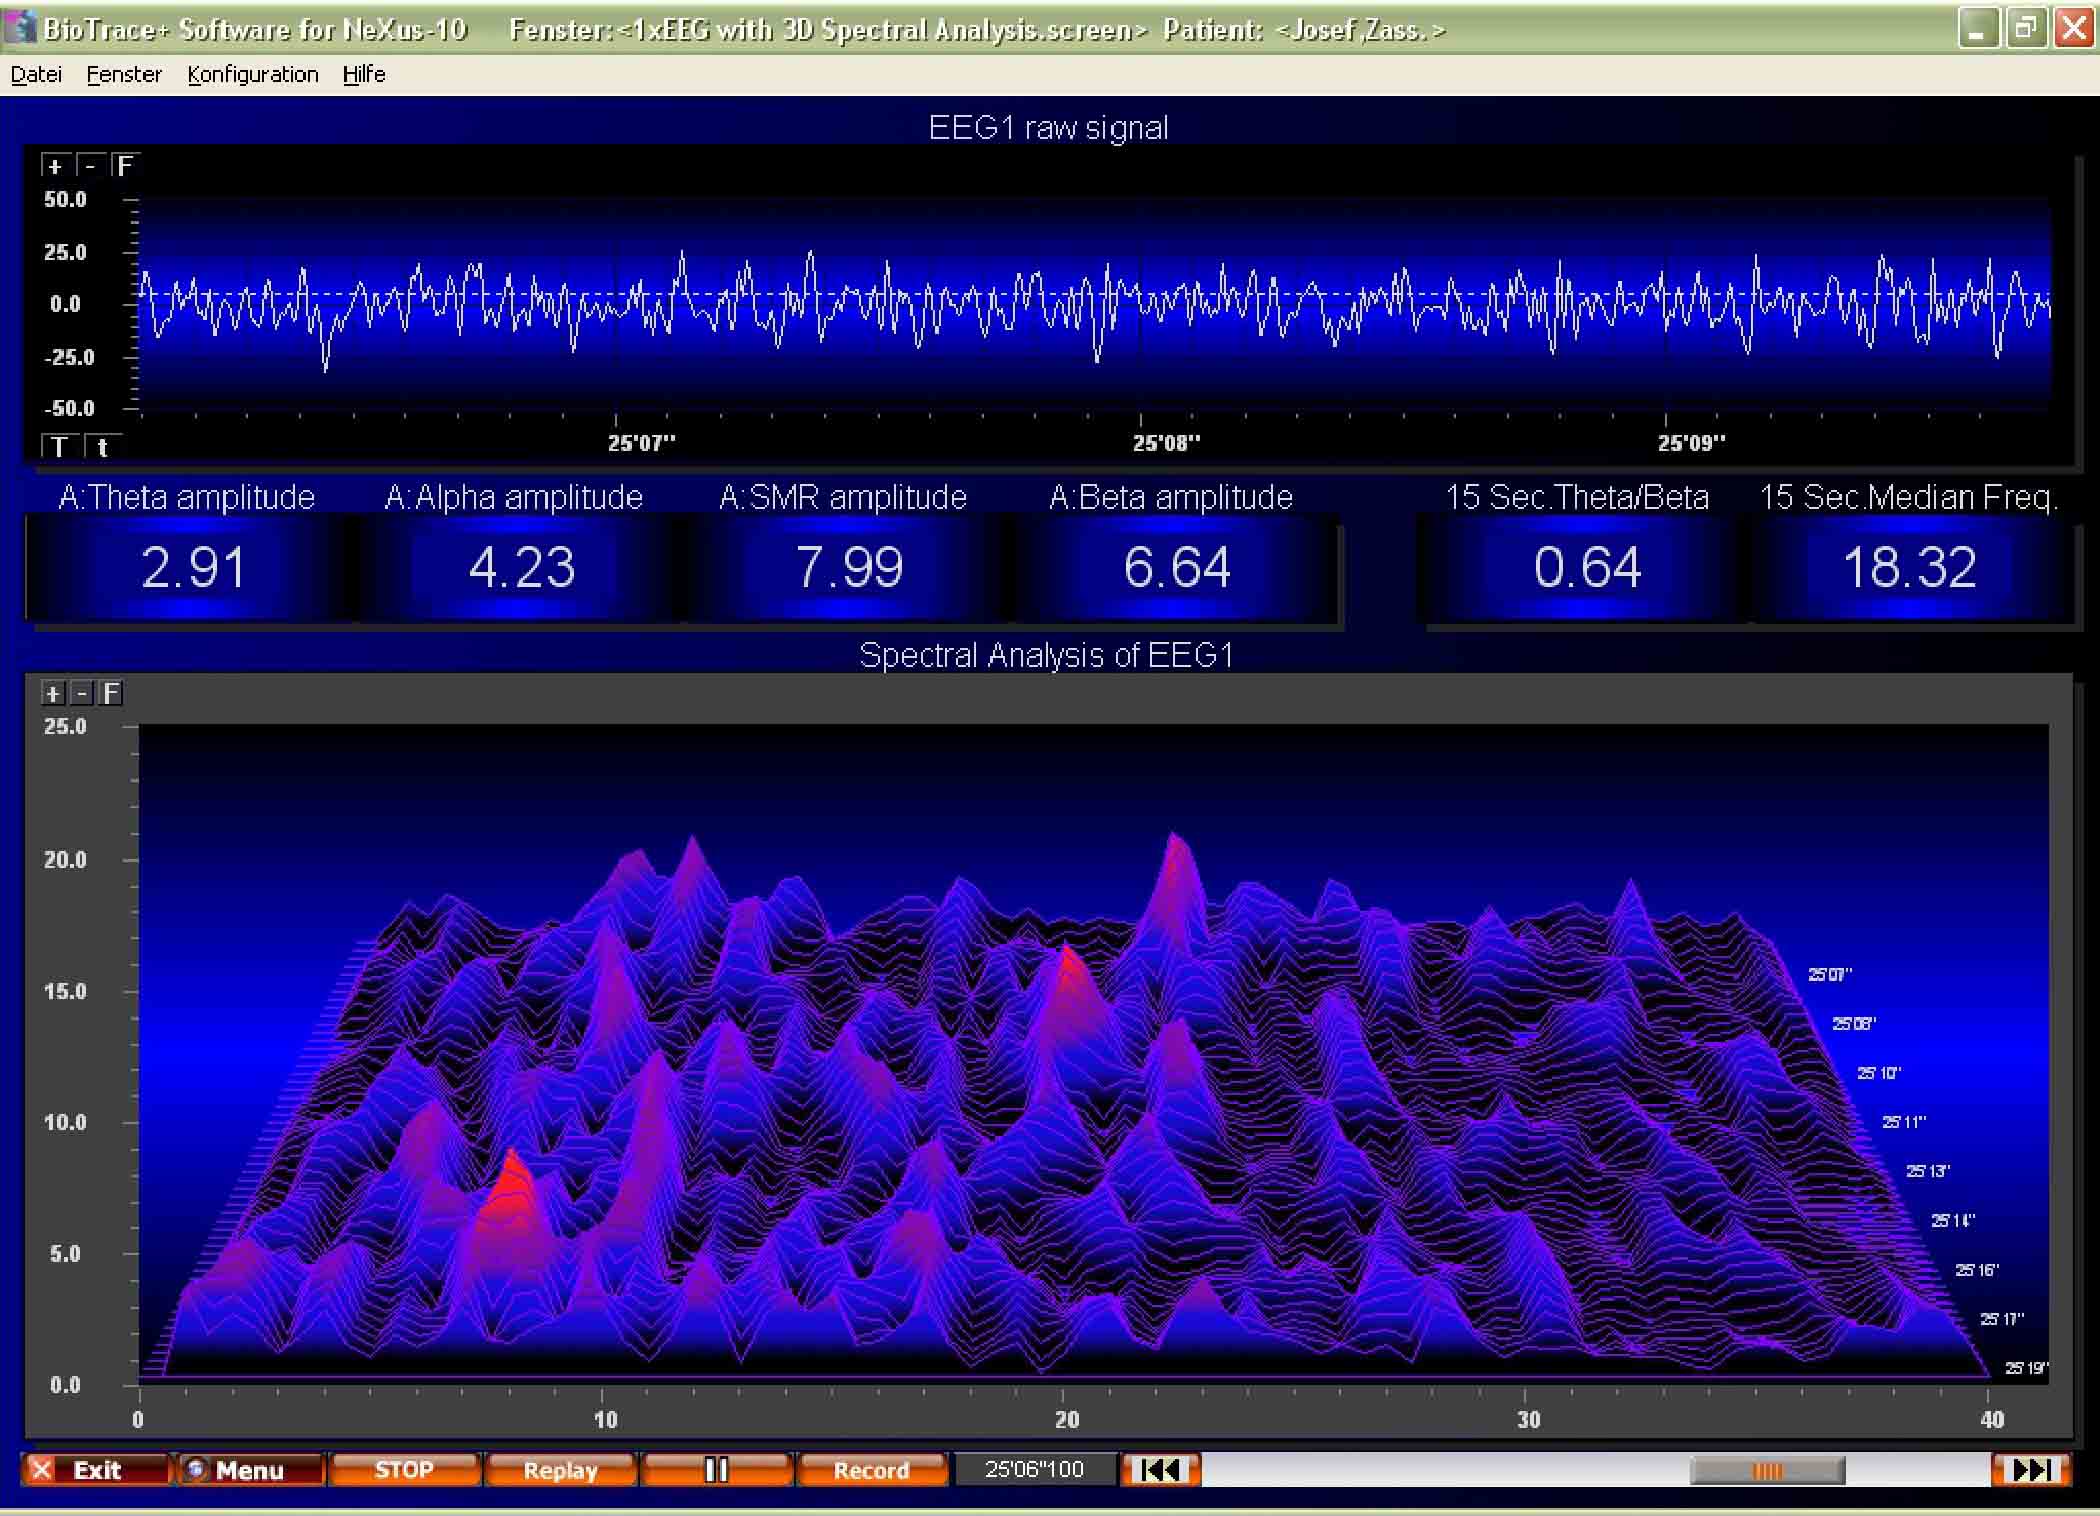 BioTrace+ Software for NeXus-10 Fenster:<1xEEG with 3D Spectral Analysis.screen> Patient: <Josef,Zass.>
Datei Fenster Konfiguration Hilfe
EEG1 raw signal
+ - F
50.0
25.0
0.0
-25.0
-50.0
T t
25'07" 25'08" 25'09"
A:Theta amplitude A:Alpha amplitude A:SMR amplitude A:Beta amplitude 15 Sec.Theta/Beta 15 Sec.Median Freq.
2.91 4.23 7.99 6.64 0.64 18.32
Spectral Analysis of EEG1
+ - F
25.0
20.0
15.0
10.0
5.0
0.0
25'07"
25'08"
25'10"
25'11"
25'13"
25'14"
25'16"
25'17"
25'19"
0 10 20 30 40
Exit Menu STOP Replay Record 25'06"100